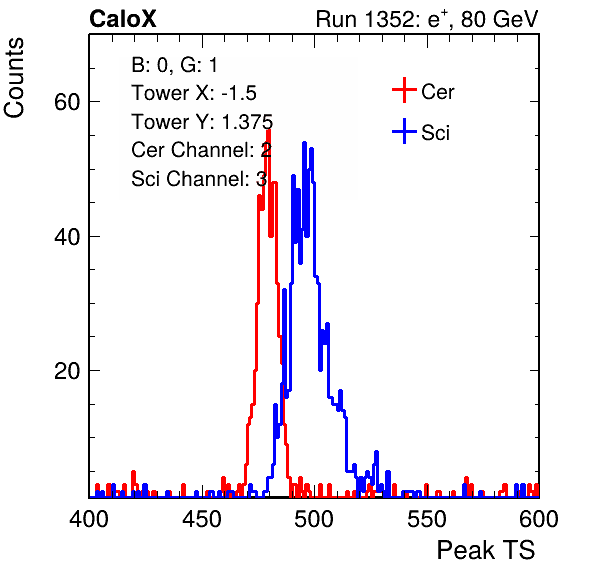 CaloX Run 1352: e⁺, 80 GeV
Counts
B: 0, G: 1
Tower X: -1.5
Tower Y: 1.375
Cer Channel: 2
Sci Channel: 3
Cer
Sci
60
40
20
400 450 500 550 600
Peak TS